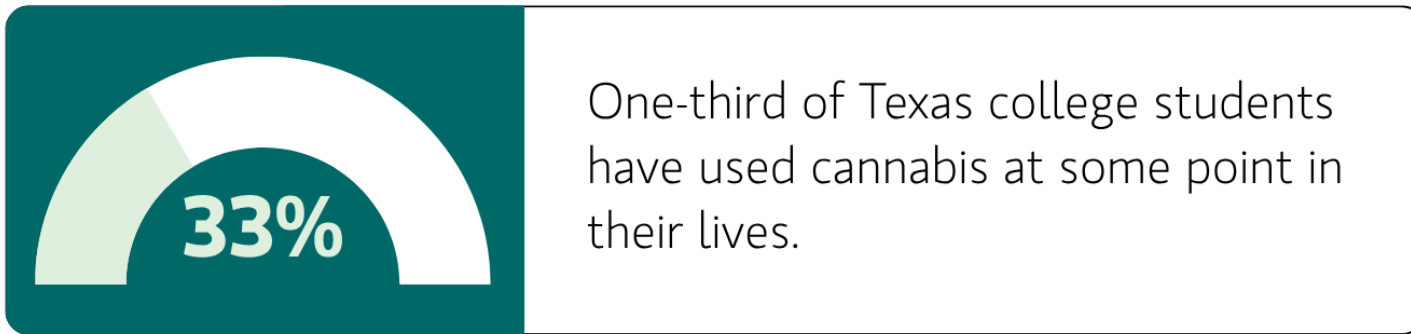 33%
One-third of Texas college students
have used cannabis at some point in
their lives.